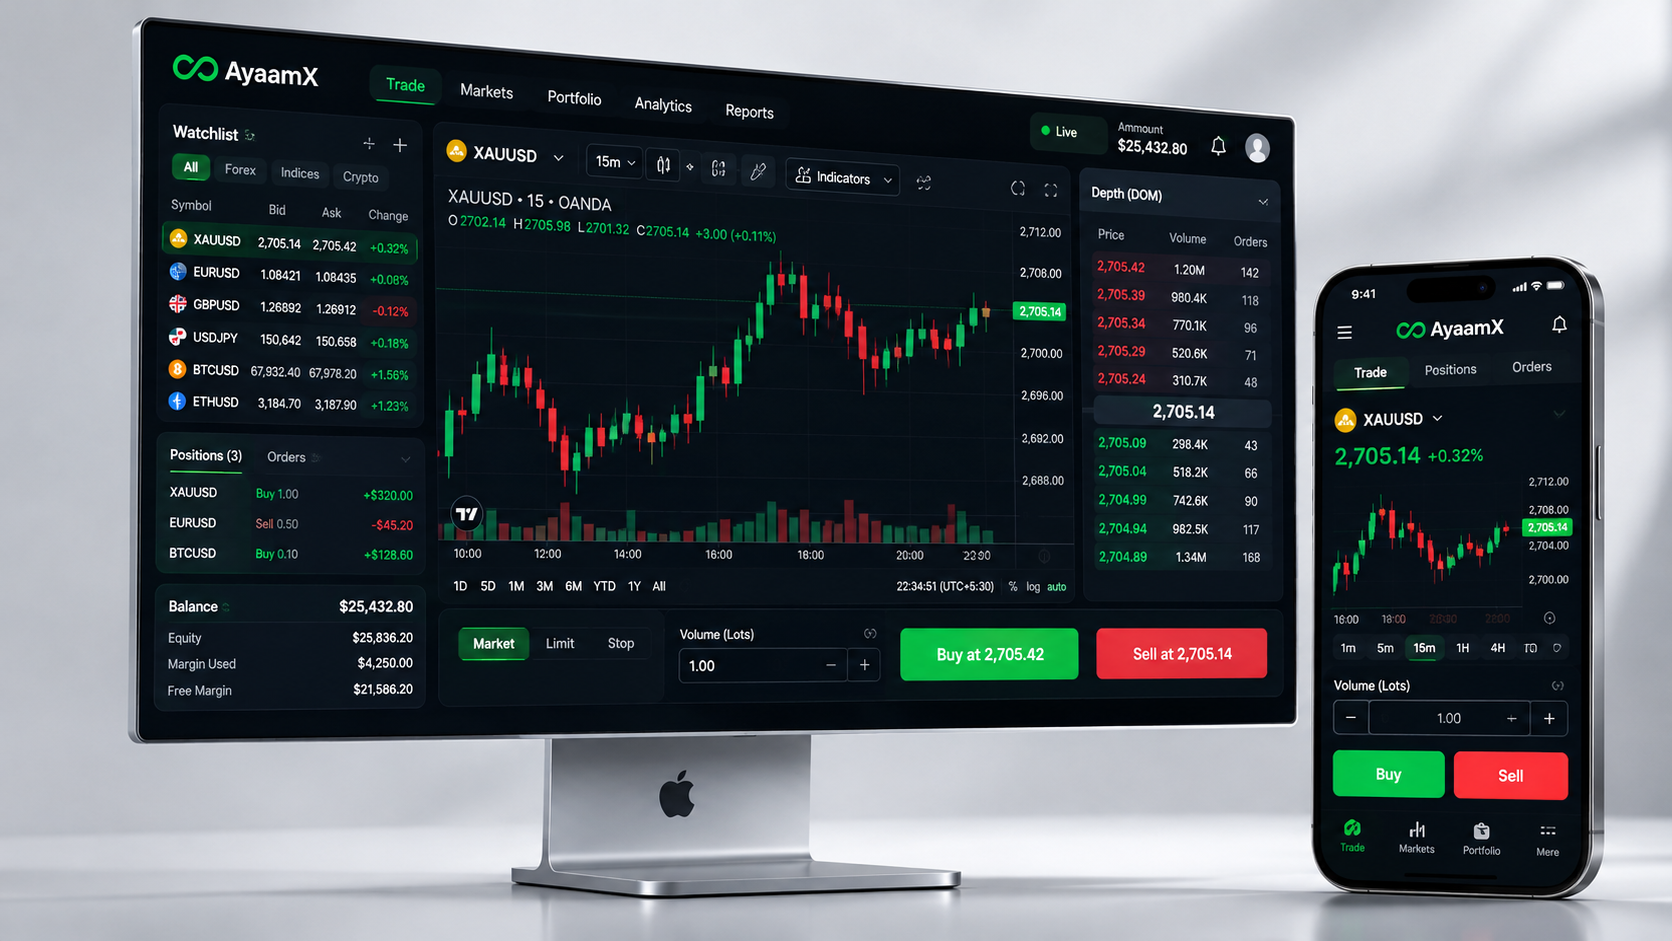 AyaamX
Trade Markets Portfolio Analytics Reports
Live
Ammount
$25,432.80
Watchlist
All Forex Indices Crypto
Symbol Bid Ask Change
XAUUSD 2,705.14 2,705.42 +0.32%
EURUSD 1.08421 1.08435 +0.08%
GBPUSD 1.26892 1.26912 -0.12%
USDJPY 150,642 150.658 +0.18%
BTCUSD 67,932.40 67,978.20 +1.56%
ETHUSD 3,184.70 3,187.90 +1.23%
Positions (3) Orders
XAUUSD Buy 1.00 +$320.00
EURUSD Sell 0.50 -$45.20
BTCUSD Buy 0.10 +$128.60
Balance $25,432.80
Equity $25,836.20
Margin Used $4,250.00
Free Margin $21,586.20
XAUUSD 15m Indicators
XAUUSD • 15 • OANDA
O2702.14 H2705.98 L2701.32 C2705.14 +3.00 (+0.11%)
2,712.00
2,708.00
2,705.14
2,700.00
2,696.00
2,692.00
2,688.00
10:00 12:00 14:00 16:00 18:00 20:00
1D 5D 1M 3M 6M YTD 1Y All
22:34:51 (UTC+5:30) % log auto
Market Limit Stop
Volume (Lots)
1.00
Buy at 2,705.42
Sell at 2,705.14
Depth (DOM)
Price Volume Orders
2,705.42 1.20M 142
2,705.39 980.4K 118
2,705.34 770.1K 96
2,705.29 520.6K 71
2,705.24 310.7K 48
2,705.14
2,705.09 298.4K 43
2,705.04 518.2K 66
2,704.99 742.6K 90
2,704.94 982.5K 117
2,704.89 1.34M 168
9:41
AyaamX
Trade Positions Orders
XAUUSD
2,705.14 +0.32%
2,712.00
2,708.00
2,705.14
2,704.00
2,700.00
16:00 18:00
1m 5m 15m 1H 4H
Volume (Lots)
1.00
Buy Sell
Trade Markets Portfolio Mere